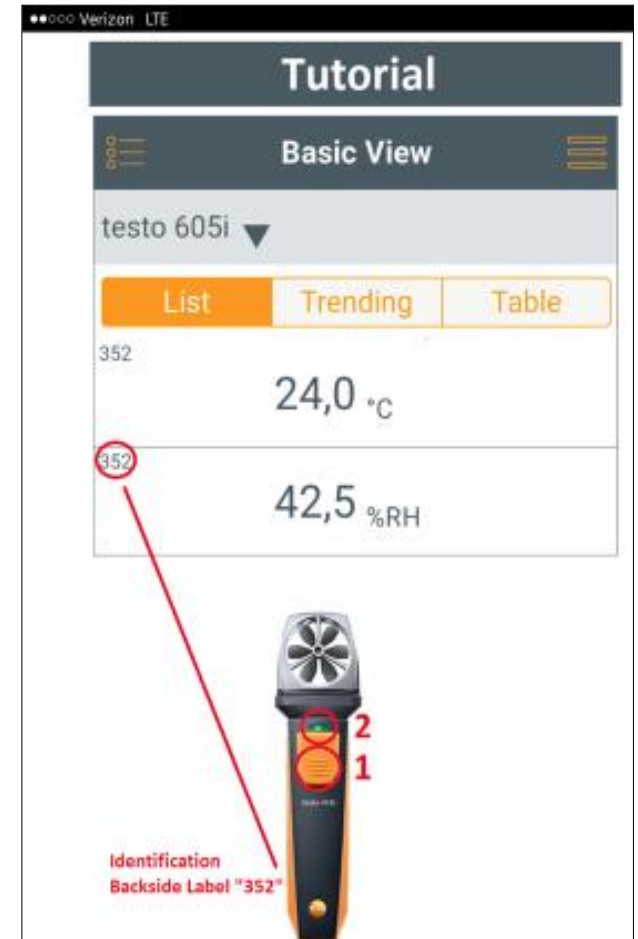 Verizon LTE
Tutorial
Basic View
testo 605i
List Trending Table
352
24,0 °C
352
42,5 %RH
2
1
Identification
Backside Label "352"